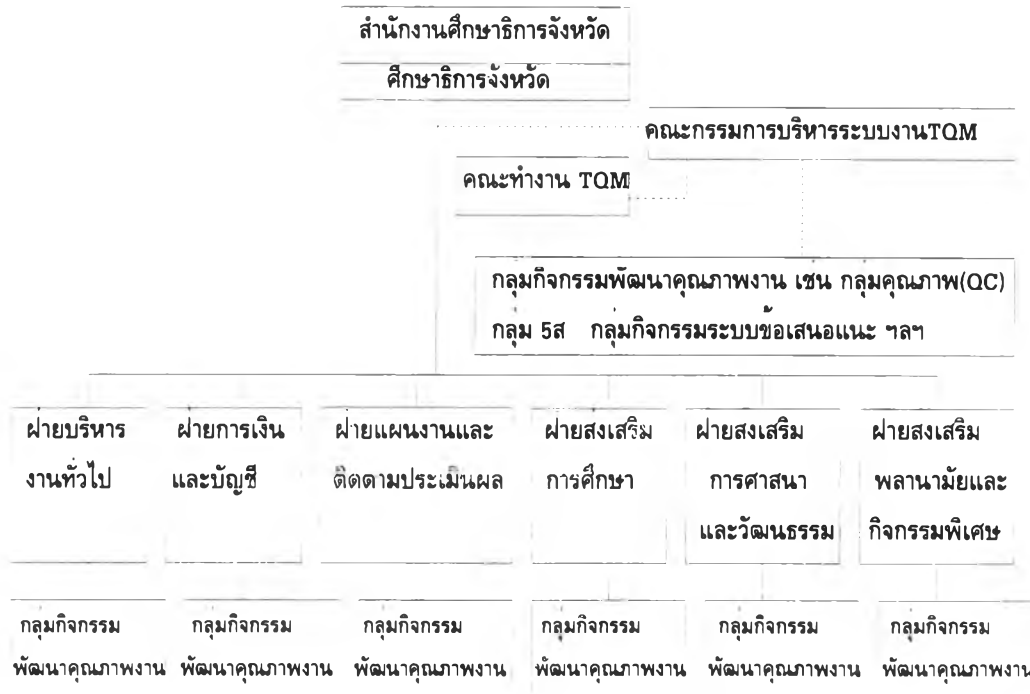 สำนักงานศึกษาธิการจังหวัด
ศึกษาธิการจังหวัด
คณะกรรมการบริหารระบบงานTQM
คณะทำงาน TQM
กลุ่มกิจกรรมพัฒนาคุณภาพงาน เช่น กลุ่มคุณภาพ(QC)
กลุ่ม 5ส กลุ่มกิจกรรมระบบข้อเสนอแนะ ฯลฯ
ฝ่ายบริหาร
งานทั่วไป
ฝ่ายการเงิน
และบัญชี
ฝ่ายแผนงานและ
ติดตามประเมินผล
ฝ่ายส่งเสริม
การศึกษา
ฝ่ายส่งเสริม
การศาสนา
และวัฒนธรรม
ฝ่ายส่งเสริม
พลานามัยและ
กิจกรรมพิเศษ
กลุ่มกิจกรรม
พัฒนาคุณภาพงาน
กลุ่มกิจกรรม
พัฒนาคุณภาพงาน
กลุ่มกิจกรรม
พัฒนาคุณภาพงาน
กลุ่มกิจกรรม
พัฒนาคุณภาพงาน
กลุ่มกิจกรรม
พัฒนาคุณภาพงาน
กลุ่มกิจกรรม
พัฒนาคุณภาพงาน